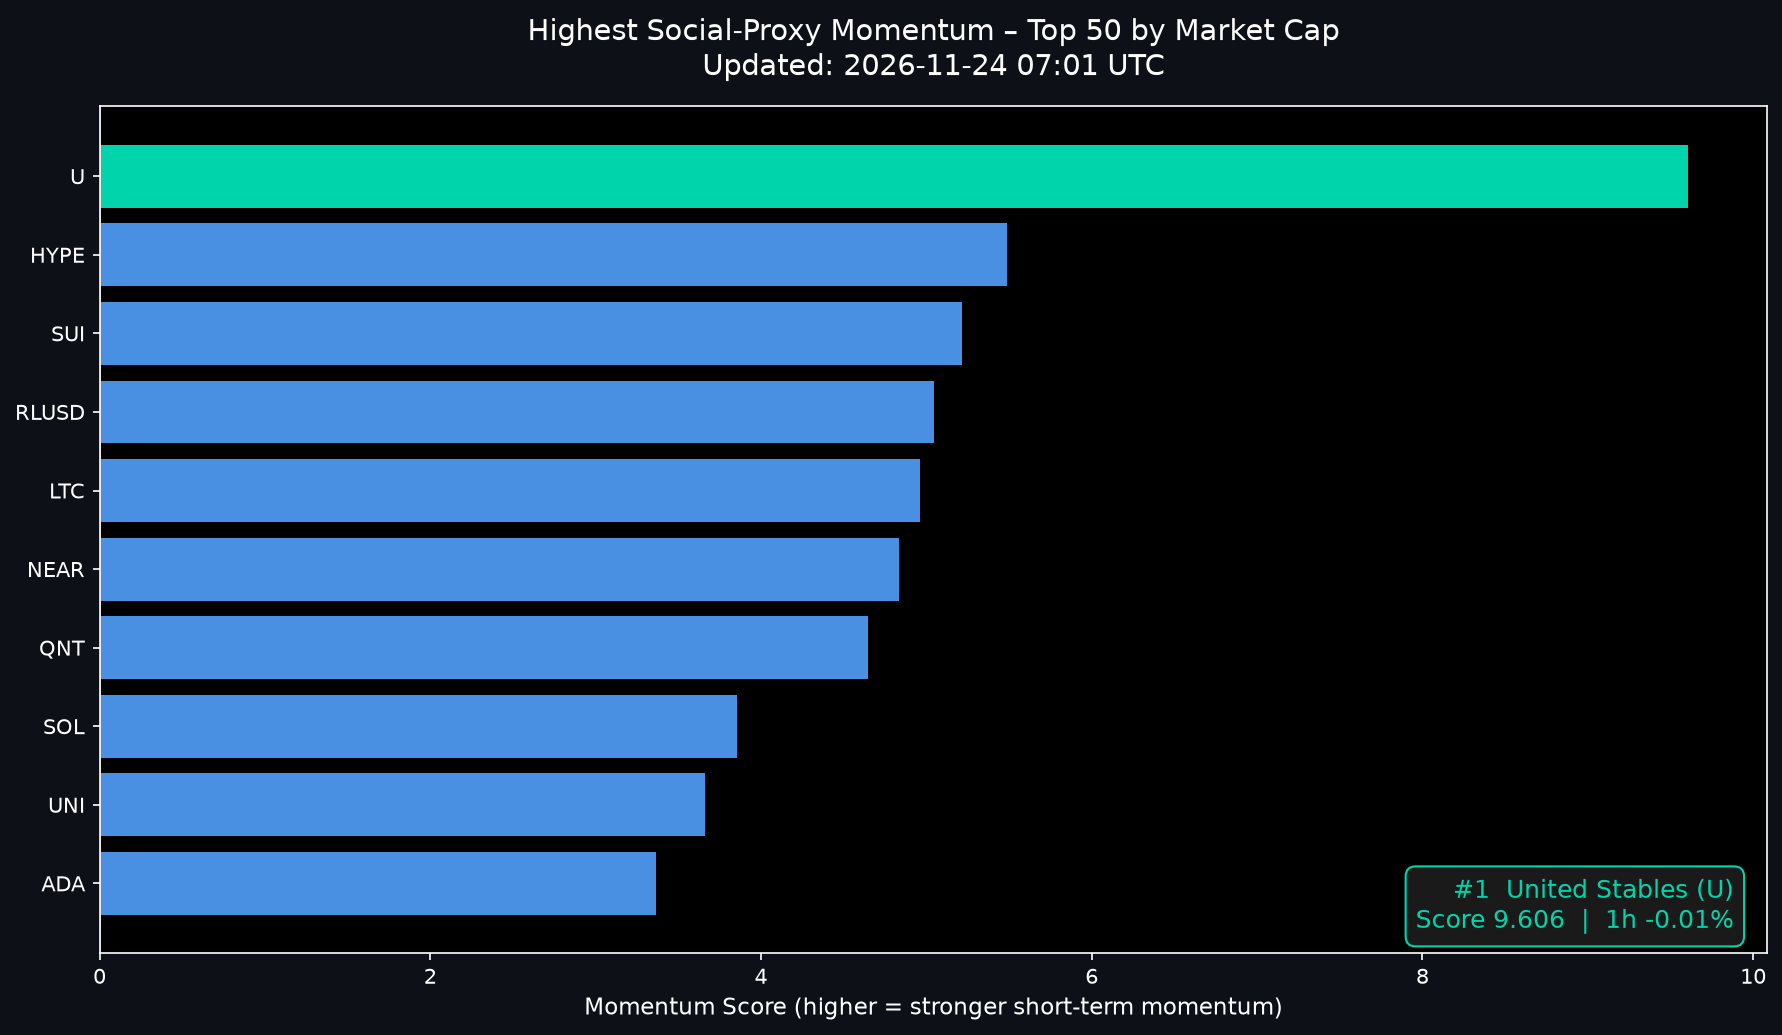 Highest Social-Proxy Momentum – Top 50 by Market Cap
Updated: 2026-11-24 07:01 UTC
U
HYPE
SUI
RLUSD
LTC
NEAR
QNT
SOL
UNI
ADA
#1  United Stables (U)
Score 9.606  |  1h -0.01%
0 2 4 6 8 10
Momentum Score (higher = stronger short-term momentum)